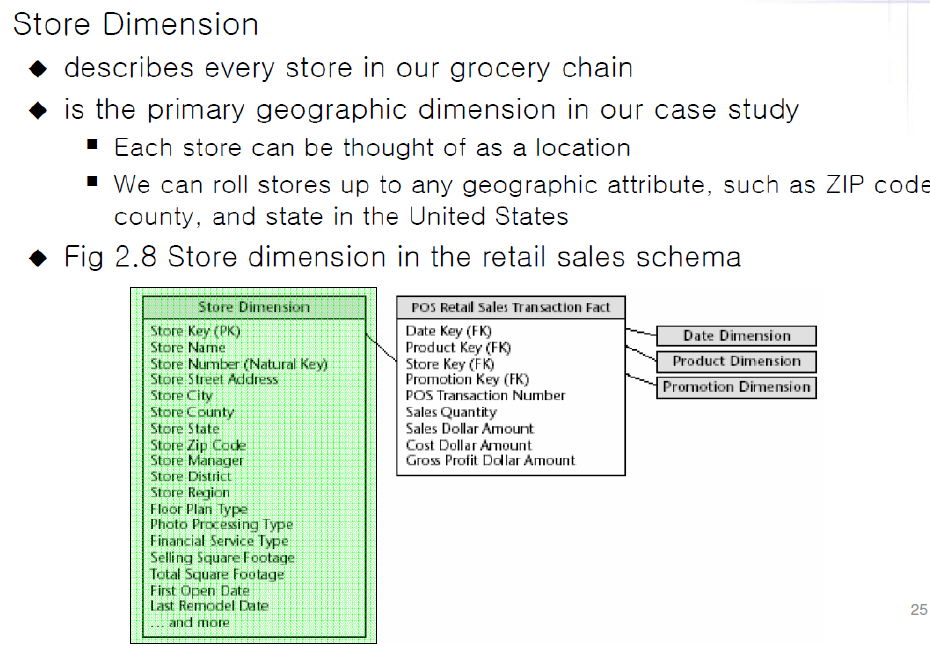 Store Dimension
◆ describes every store in our grocery chain
◆ is the primary geographic dimension in our case study
■ Each store can be thought of as a location
■ We can roll stores up to any geographic attribute, such as ZIP code
county, and state in the United States
◆ Fig 2.8 Store dimension in the retail sales schema
Store Dimension
Store Key (PK)
Store Name
Store Number (Natural Key)
Store Street Address
Store City
Store County
Store State
Store Zip Code
Store Manager
Store District
Store Region
Floor Plan Type
Photo Processing Type
Financial Service Type
Selling Square Footage
Total Square Footage
First Open Date
Last Remodel Date
... and more
POS Retail Sales Transaction Fact
Date Key (FK)
Product Key (FK)
Store Key (FK)
Promotion Key (FK)
POS Transaction Number
Sales Quantity
Sales Dollar Amount
Cost Dollar Amount
Gross Profit Dollar Amount
Date Dimension
Product Dimension
Promotion Dimension
25